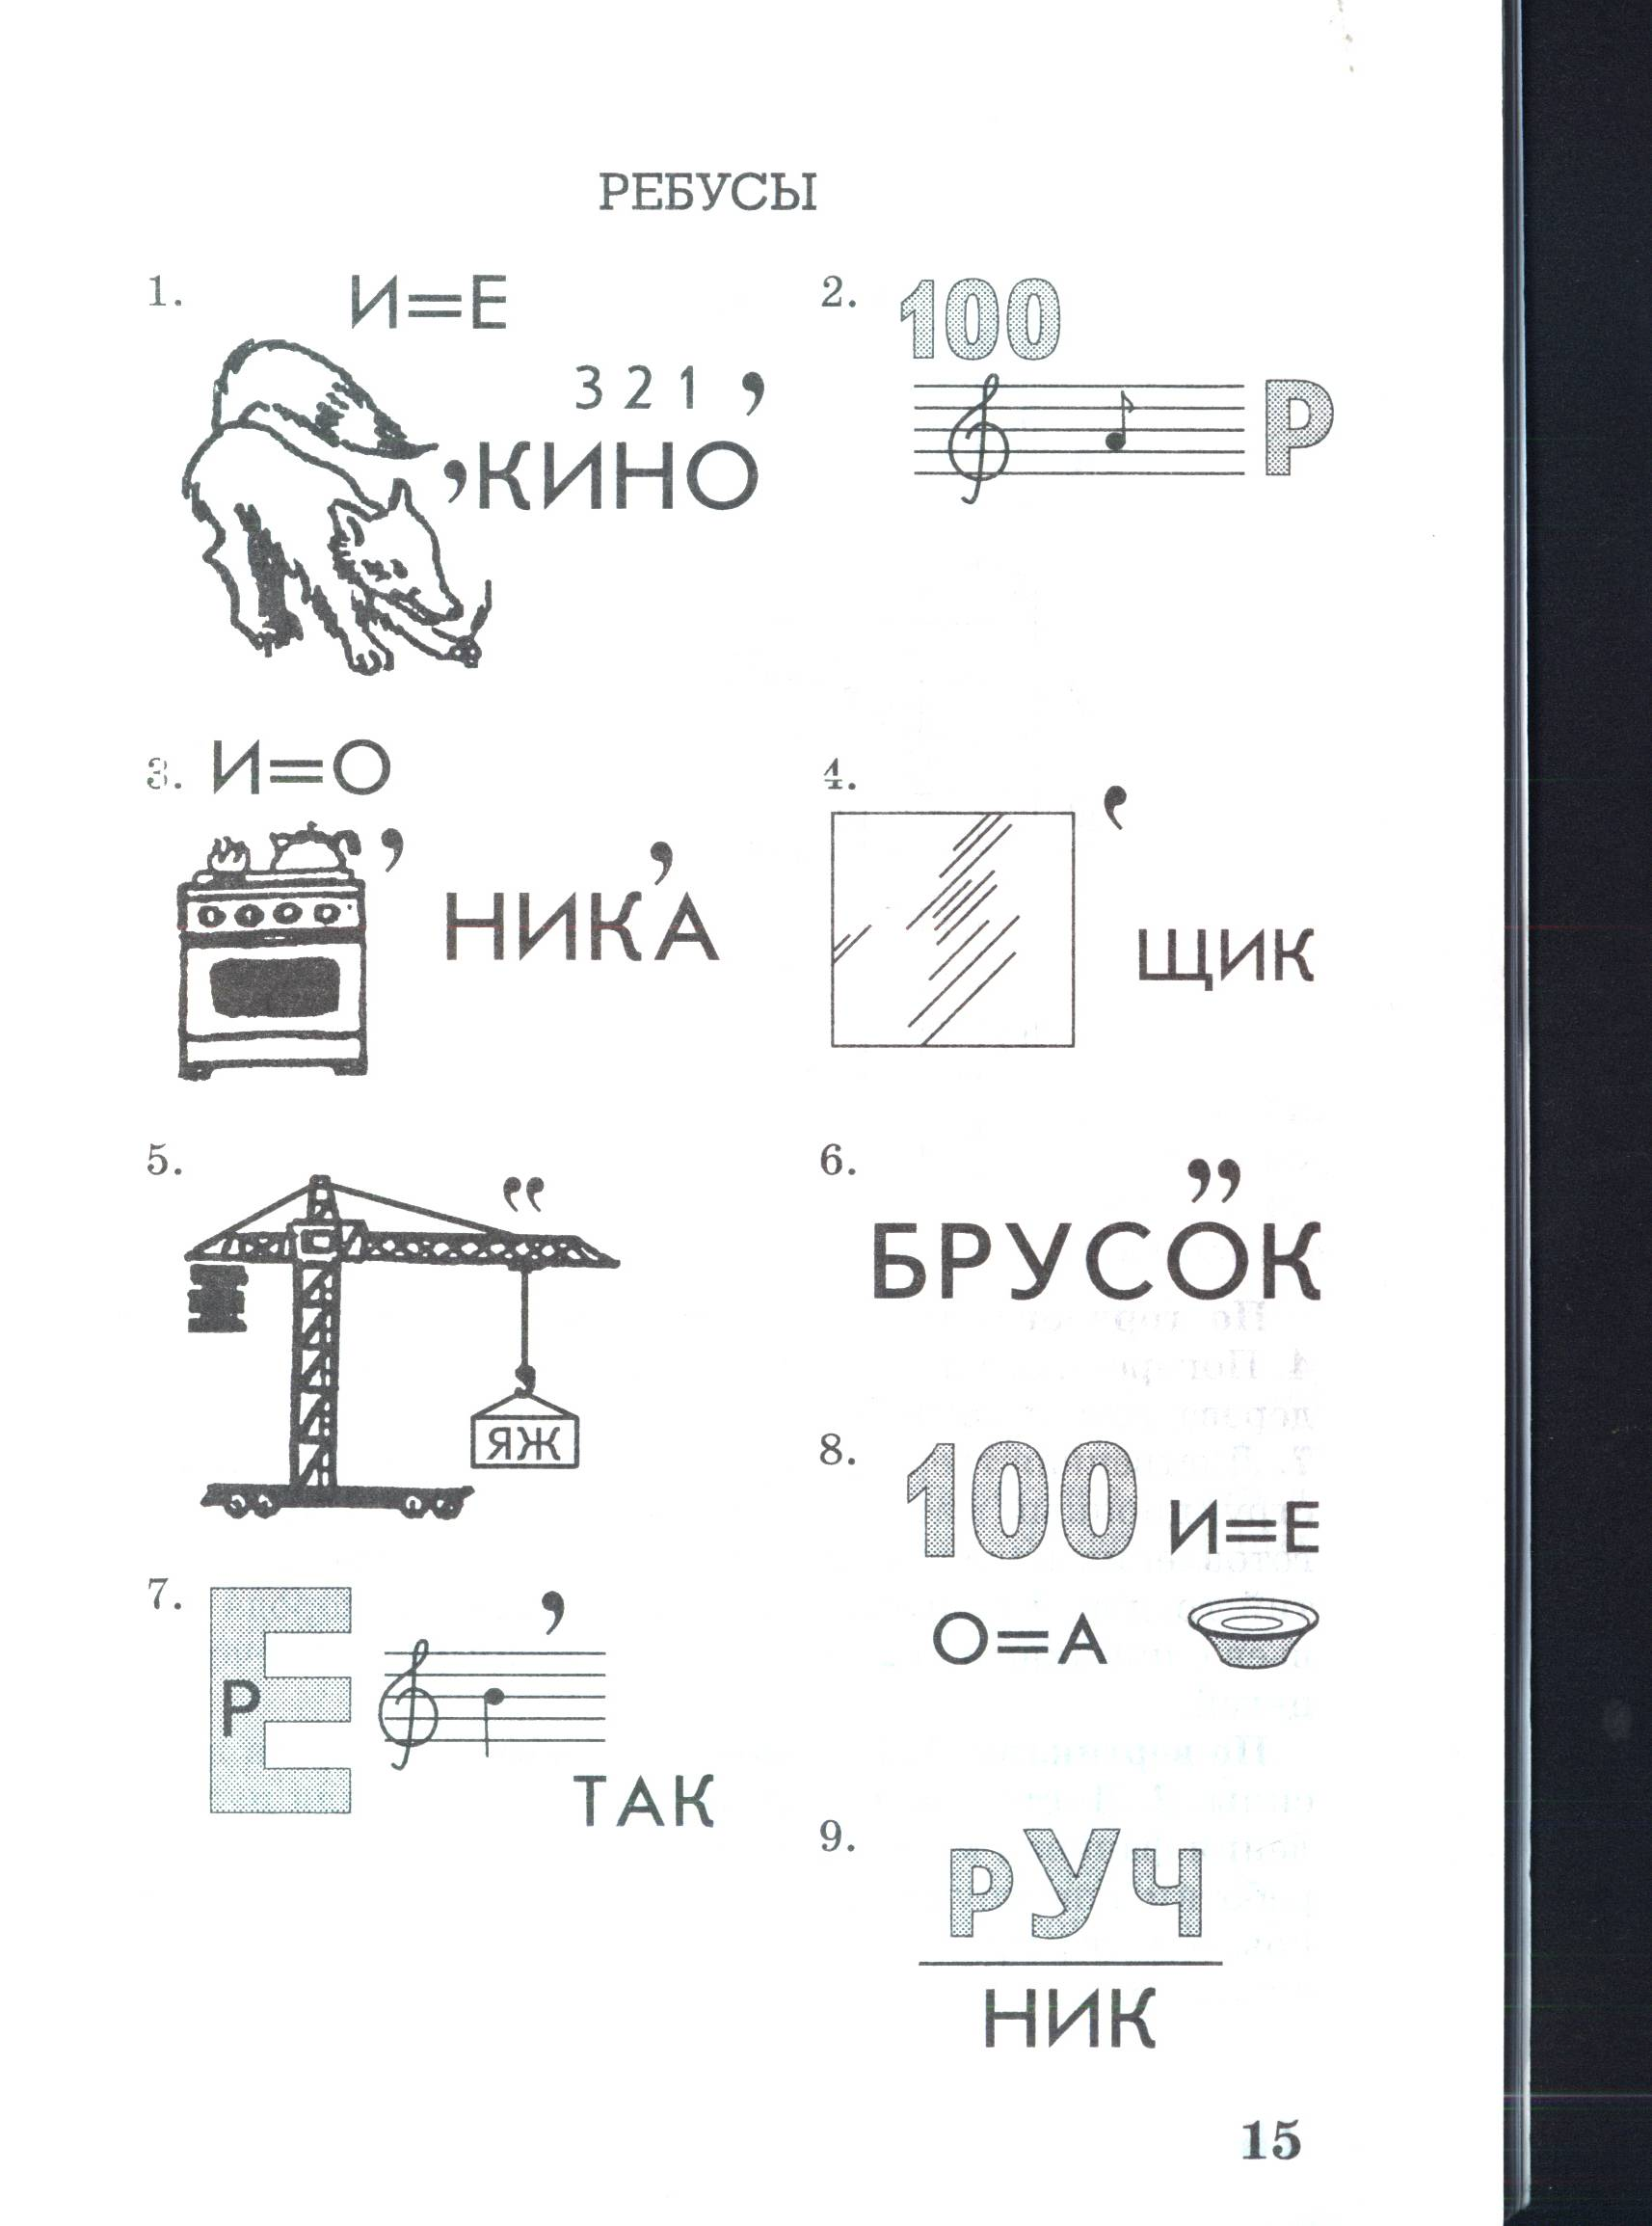 РЕБУСЫ
1. И=Е
3 2 1 ,
,КИНО
2. 100
Р
3. И=О
,
НИК,А
4. ,
ЩИК
5. ,,
ЯЖ
6. ,,
БРУСОК
7. Е
Р
,
ТАК
8. 100 И=Е
О=А
9. РУЧ
НИК
15